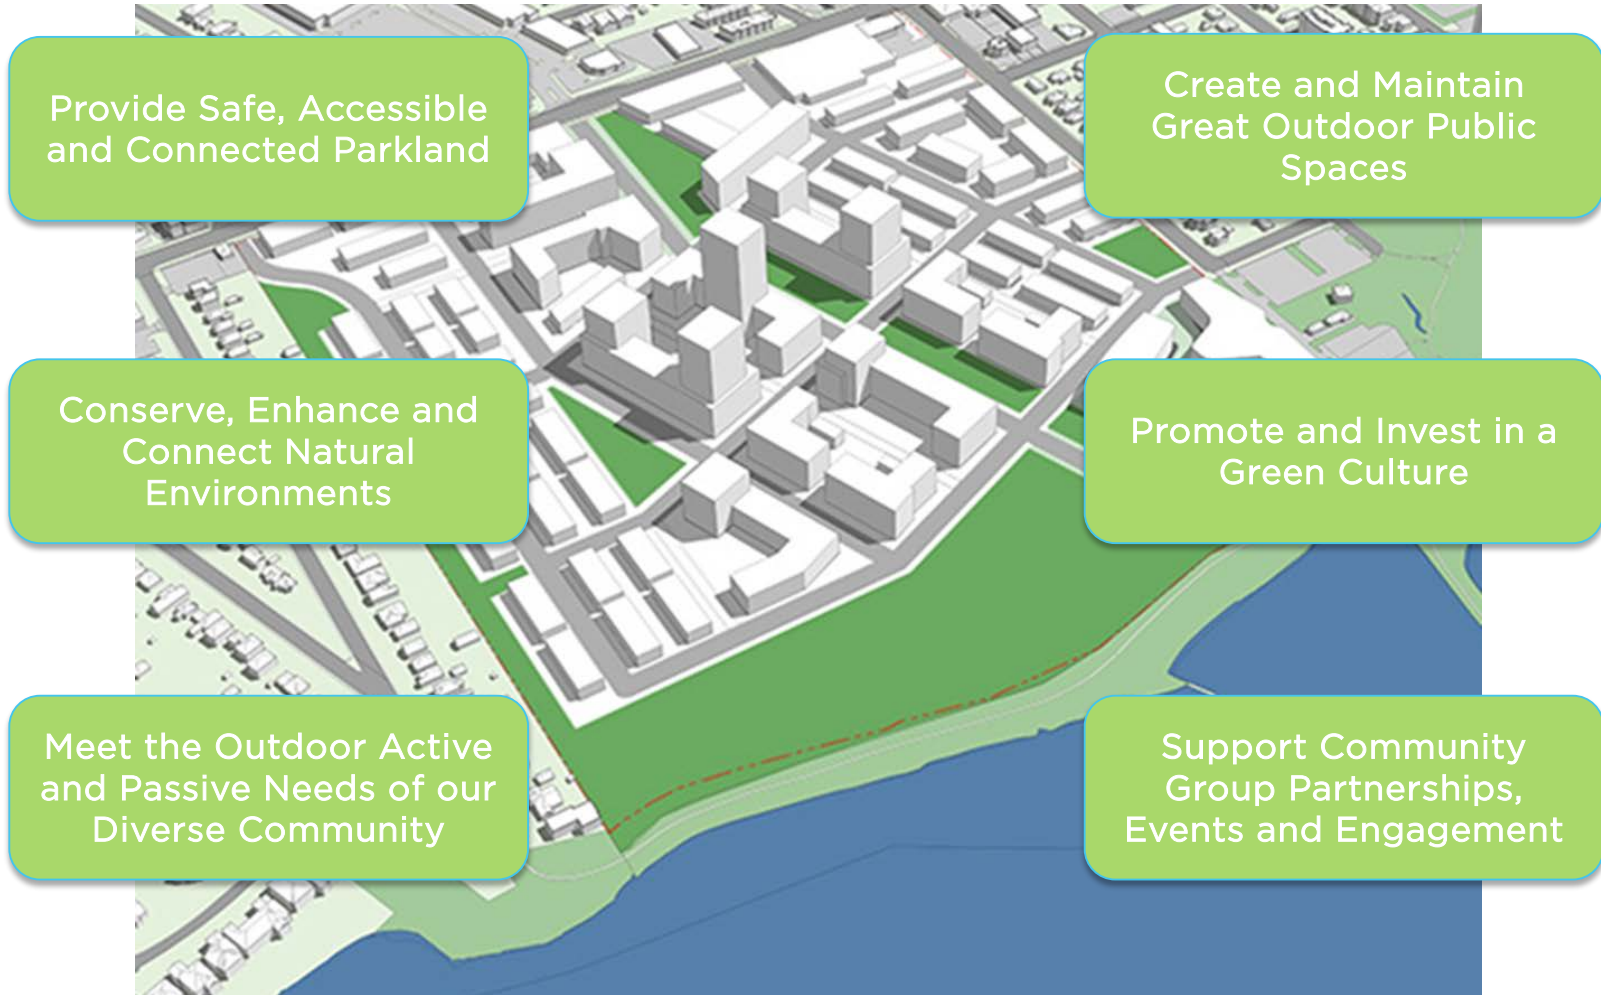 Provide Safe, Accessible
and Connected Parkland
Create and Maintain
Great Outdoor Public
Spaces
Conserve, Enhance and
Connect Natural
Environments
Promote and Invest in a
Green Culture
Meet the Outdoor Active
and Passive Needs of our
Diverse Community
Support Community
Group Partnerships,
Events and Engagement